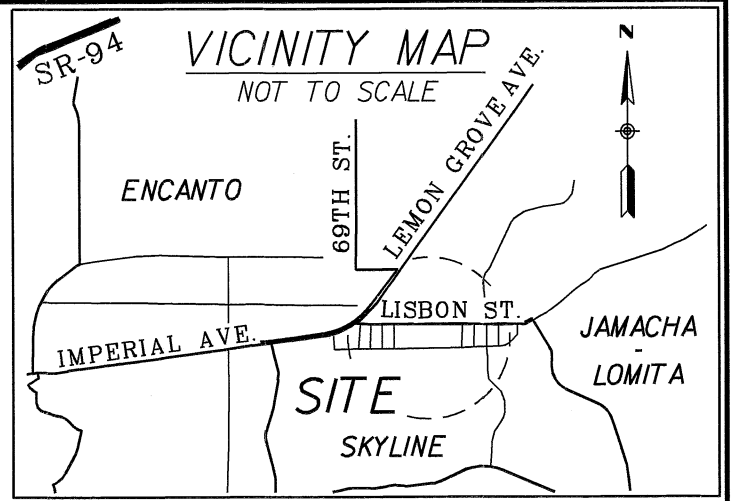 SR-94
VICINITY MAP
NOT TO SCALE
N
ENCANTO
69TH ST.
LEMON GROVE AVE.
LISBON ST.
IMPERIAL AVE.
JAMACHA
-
LOMITA
SITE
SKYLINE